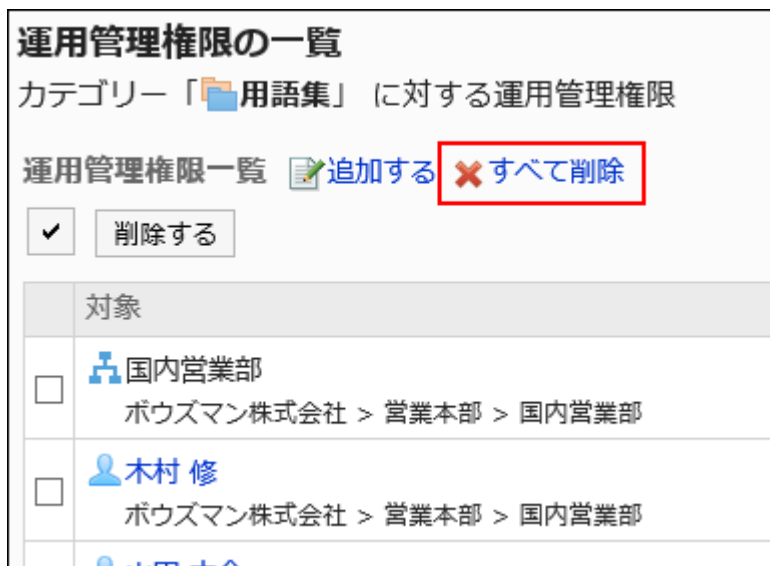 運用管理権限の一覧
カテゴリー「用語集」 に対する運用管理権限
運用管理権限一覧 追加する すべて削除
削除する
対象
国内営業部
ボウズマン株式会社 > 営業本部 > 国内営業部
木村 修
ボウズマン株式会社 > 営業本部 > 国内営業部